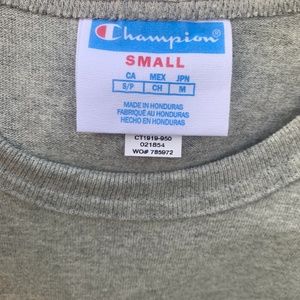 Champion®
SMALL
CA MEX JPN
S/P CH M
MADE IN HONDURAS
FABRIQUÉ AU HONDURAS
HECHO EN HONDURAS
CT1919-950
021854
WO# 785972